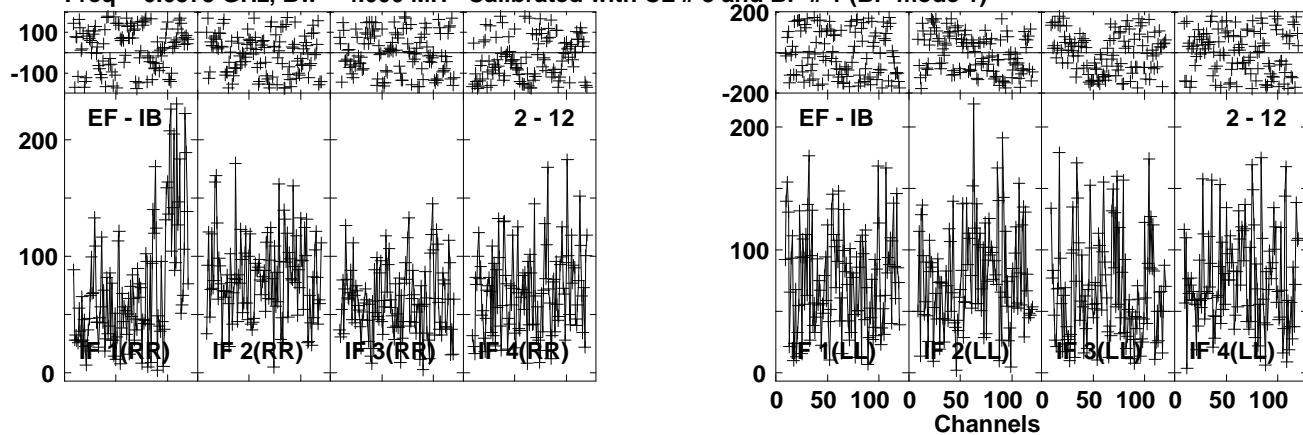 100
-100
EF - IB
2 - 12
200
100
0
IF 1(RR)
IF 2(RR)
IF 3(RR)
IF 4(RR)
200
0
-200
EF - IB
2 - 12
200
100
0
IF 1(LL)
IF 2(LL)
IF 3(LL)
IF 4(LL)
0 50 100 0 50 100 0 50 100 0 50 100
Channels